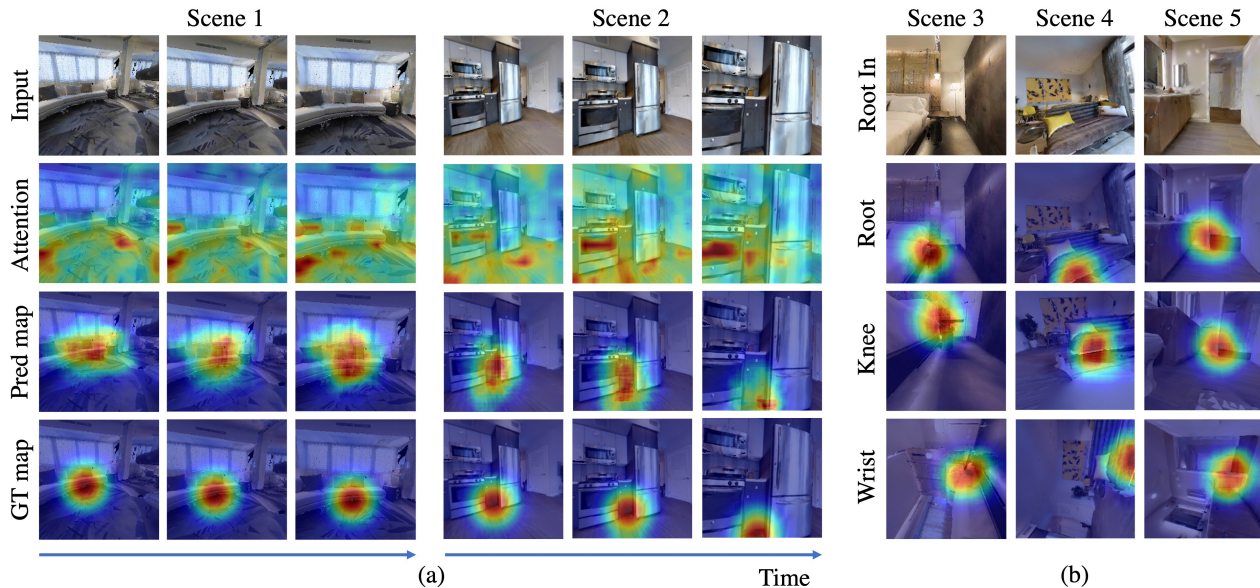 Scene 1
Scene 2
Scene 3
Scene 4
Scene 5
Input
Attention
Pred map
GT map
Root In
Root
Knee
Wrist
(a)
Time
(b)